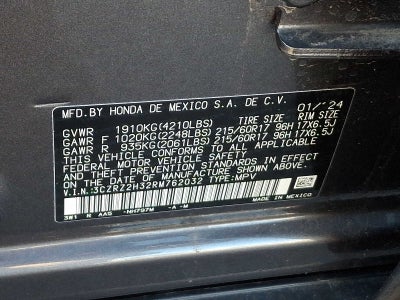 MFD.BY HONDA DE MEXICO S.A. DE C.V. 01/'24
TIRE SIZE RIM SIZE
GVWR 1910KG(4210LBS)
GAWR F 1020KG(2248LBS) 215/60R17 96H 17X6.5J
GAWR R 935KG(2061LBS) 215/60R17 96H 17X6.5J
THIS VEHICLE CONFORMS TO ALL APPLICABLE
FEDERAL MOTOR VEHICLE SAFETY AND
THEFT PREVENTION STANDARDS IN EFFECT
ON THE DATE OF MANUFACTURE SHOWN ABOVE.
V.I.N.:3CZRZ2H32RM762032 TYPE:MPV
3W1 R AAS NH797M -A-M MADE IN MEXICO